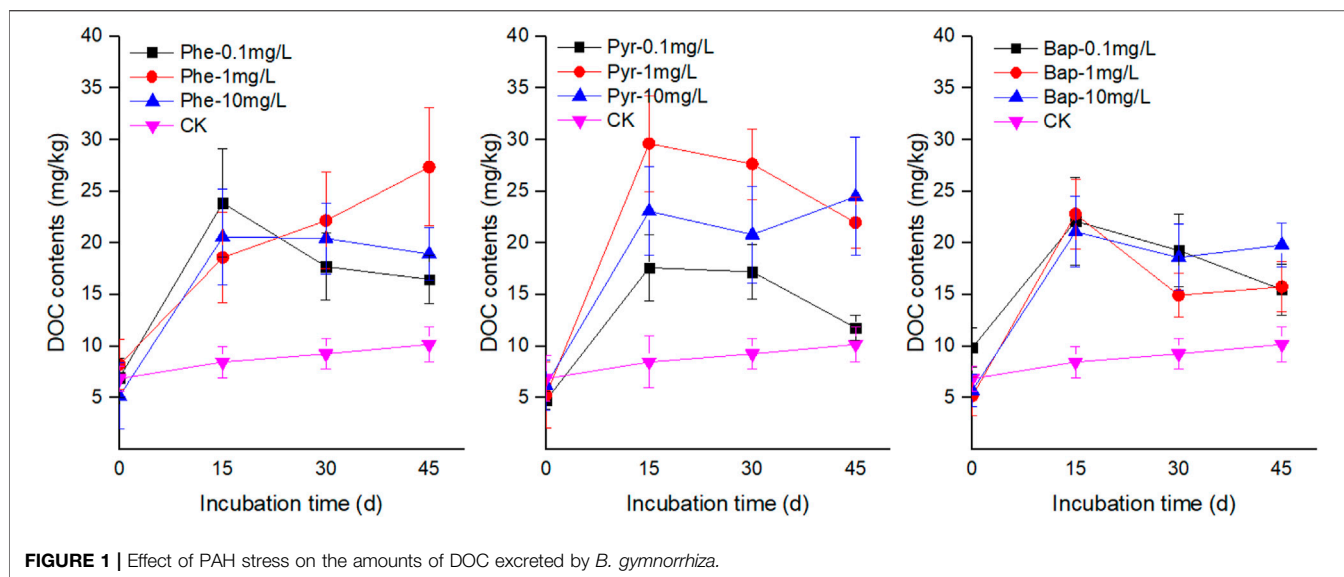 40
35
30
25
20
15
10
5
DOC contents (mg/kg)
Phe-0.1mg/L
Phe-1mg/L
Phe-10mg/L
CK
0 15 30 45
Incubation time (d)
40
35
30
25
20
15
10
5
DOC contents (mg/kg)
Pyr-0.1mg/L
Pyr-1mg/L
Pyr-10mg/L
CK
0 15 30 45
Incubation time (d)
40
35
30
25
20
15
10
5
DOC contents (mg/kg)
Bap-0.1mg/L
Bap-1mg/L
Bap-10mg/L
CK
0 15 30 45
Incubation time (d)
FIGURE 1 | Effect of PAH stress on the amounts of DOC excreted by B. gymnorrhiza.